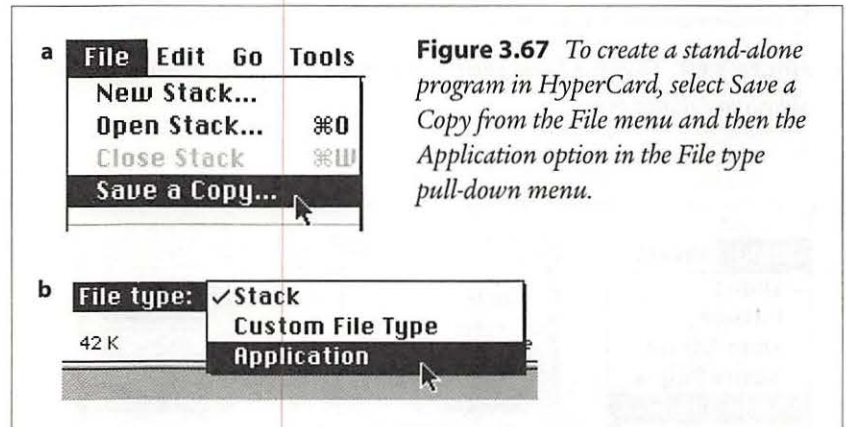 a
File Edit Go Tools
New Stack...
Open Stack... ⌘O
Close Stack ⌘W
Save a Copy...
Figure 3.67 To create a stand-alone
program in HyperCard, select Save a
Copy from the File menu and then the
Application option in the File type
pull-down menu.
b
File type: ✓Stack
Custom File Type
42 K
Application